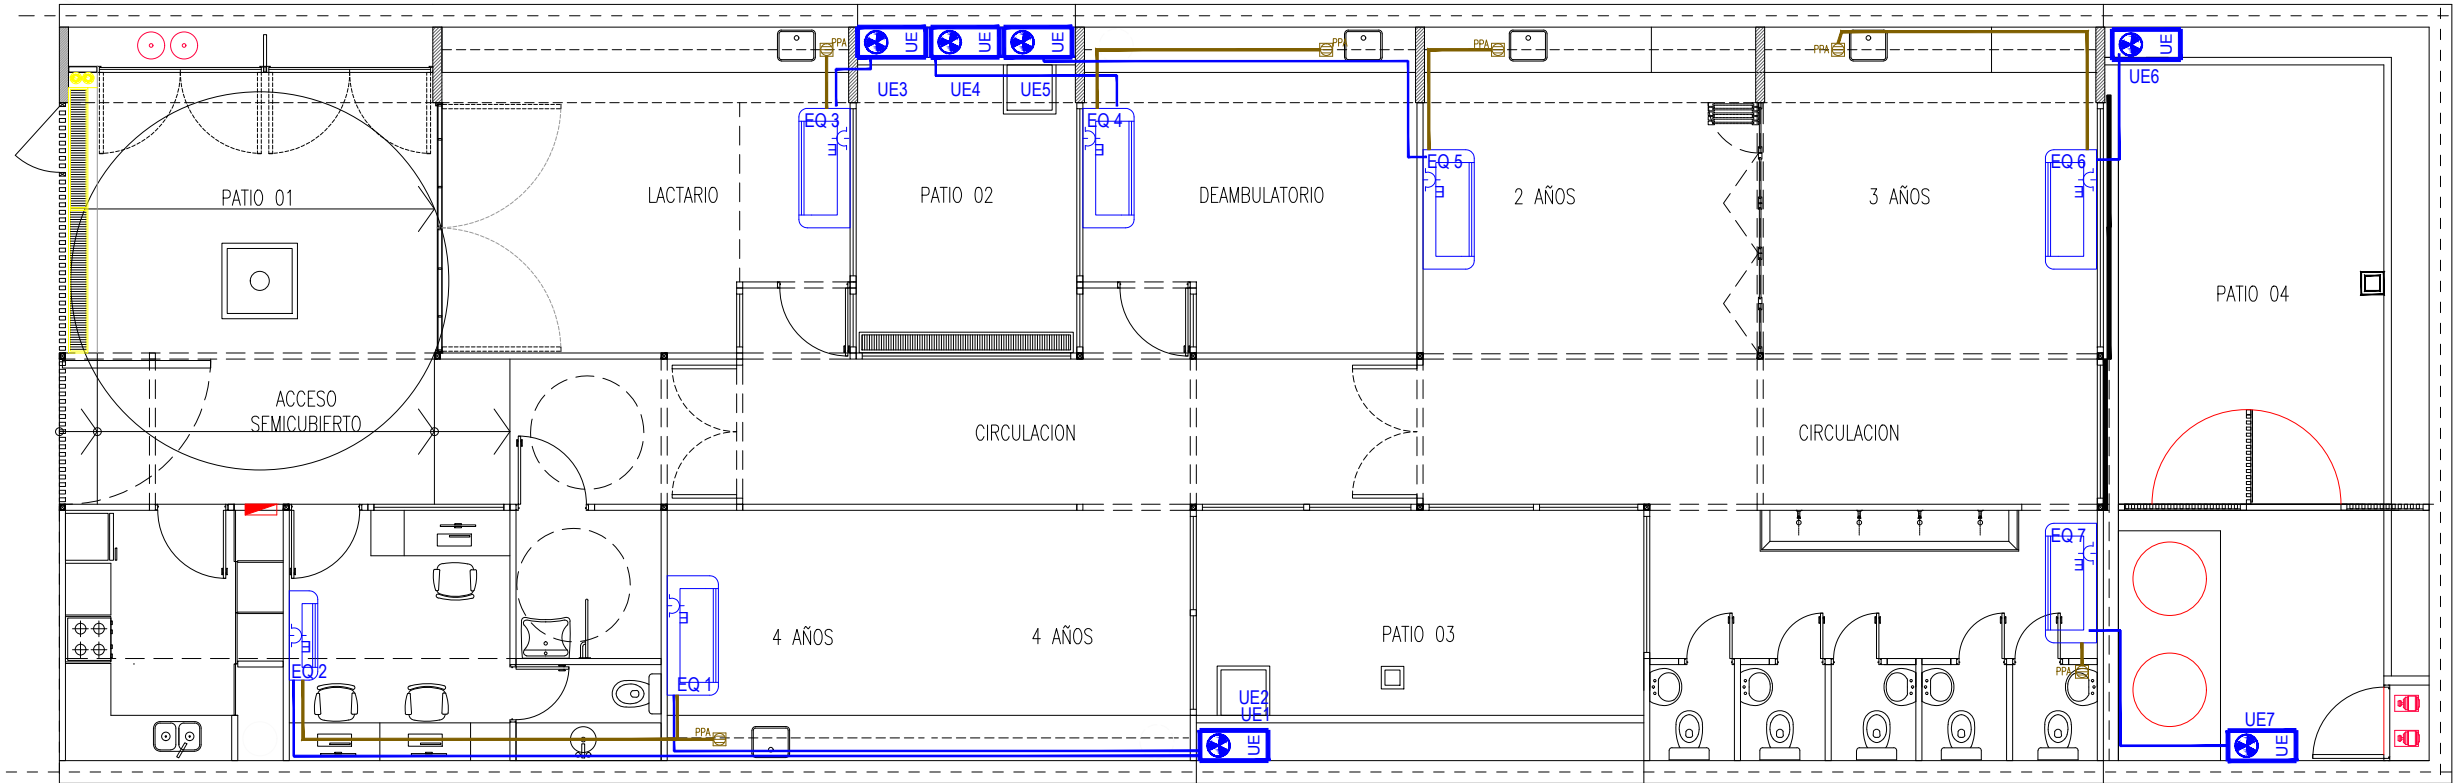 PPA
UE
UE
UE
PPA
PPA
PPA
UE
UE3
UE4
UE5
UE6
EQ 3
EQ 4
EQ 5
EQ 6
E
E
E
E
PATIO 01
LACTARIO
PATIO 02
DEAMBULATORIO
2 AÑOS
3 AÑOS
PATIO 04
ACCESO
SEMICUBIERTO
CIRCULACION
CIRCULACION
EQ 7
E
E
E
4 AÑOS
4 AÑOS
PATIO 03
EQ 2
EQ 1
PPA
UE2
UE1
UE7
PPA
UE
UE